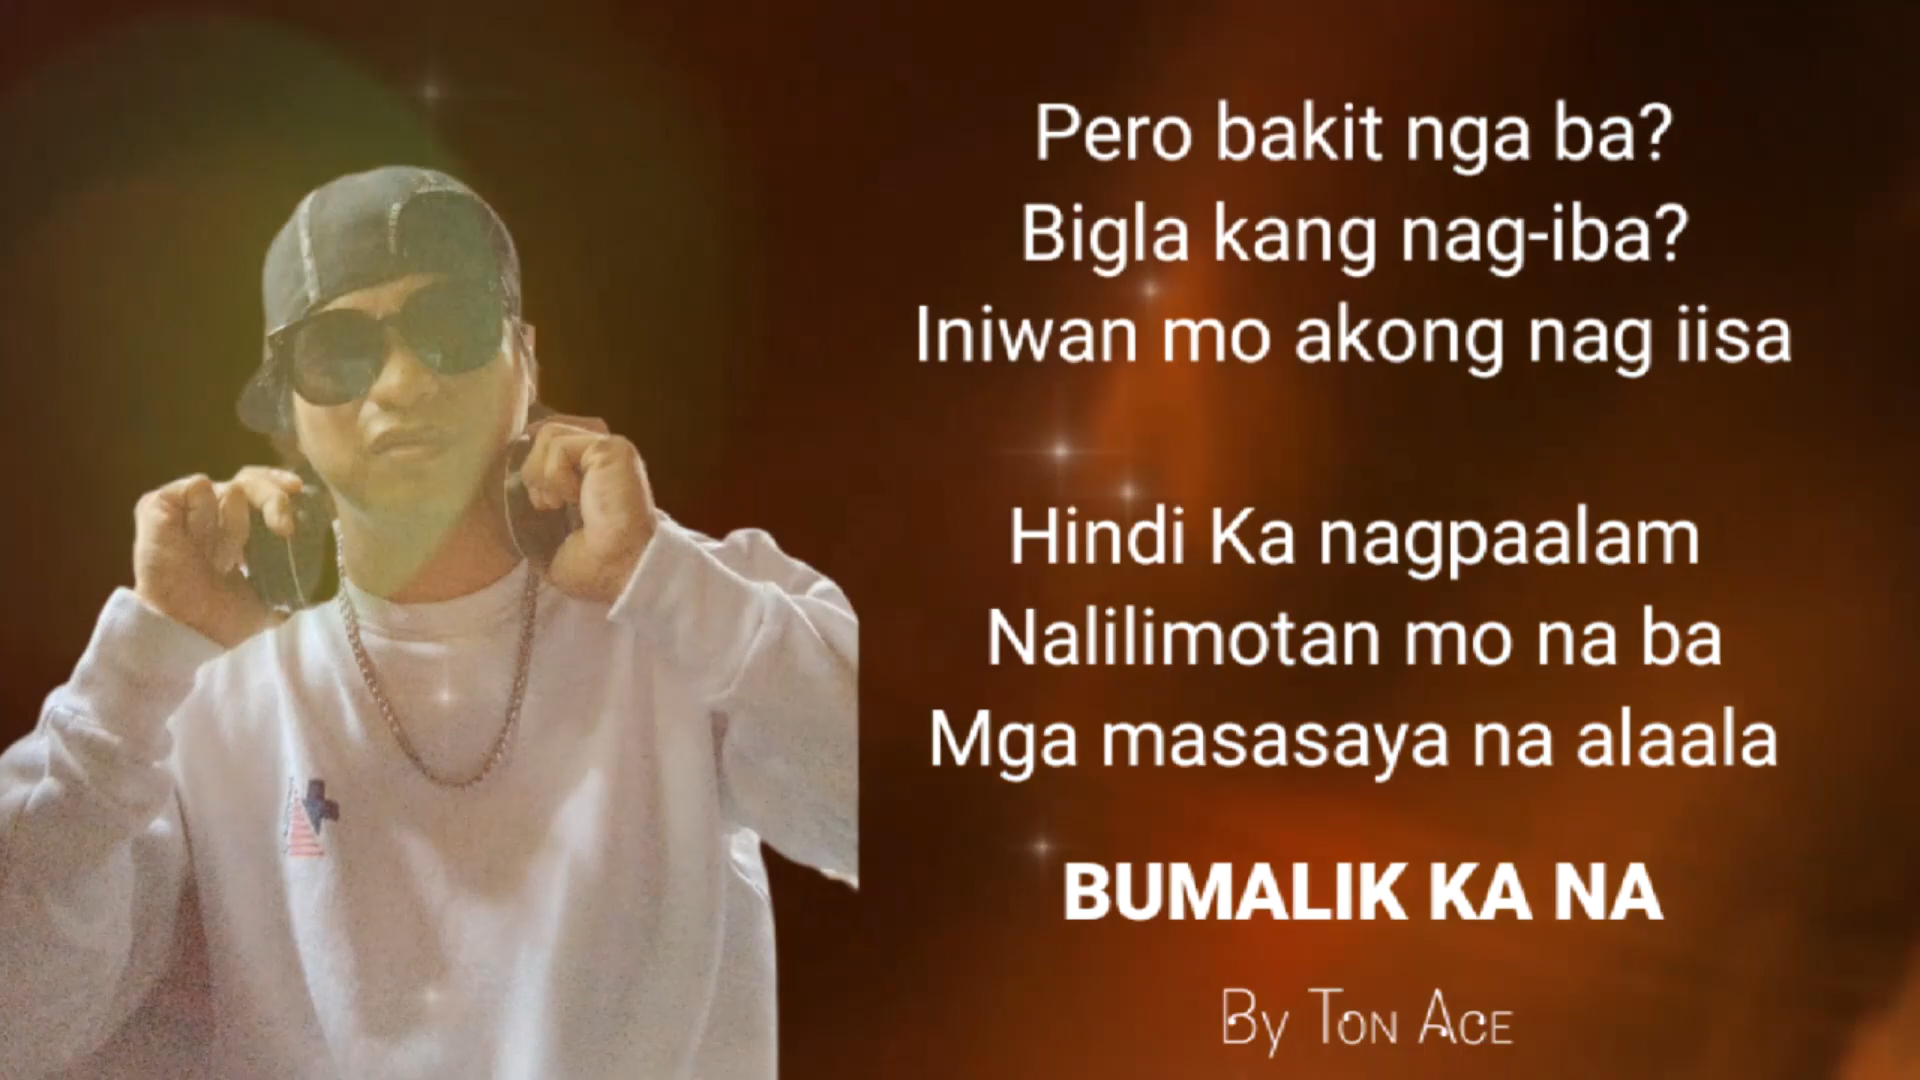 Pero bakit nga ba?
Bigla kang nag-iba?
Iniwan mo akong nag iisa
Hindi Ka nagpaalam
Nalilimotan mo na ba
Mga masasaya na alaala
BUMALIK KA NA
By Ton Ace